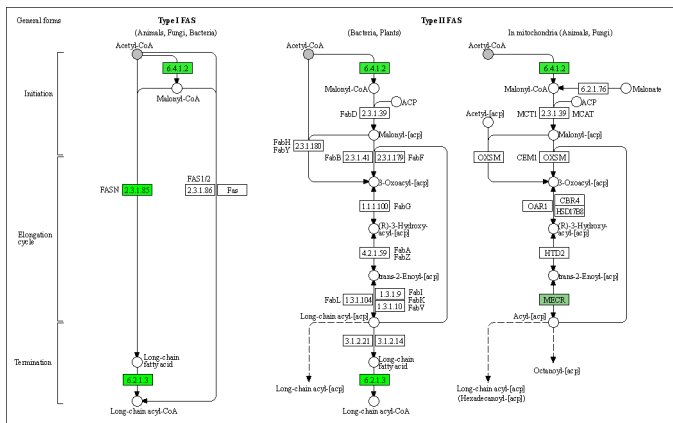 General forms
Type I FAS
(Animals, Fungi, Bacteria)
Type II FAS
(Bacteria, Plants)
In mitochondria (Animals, Fungi)
Initiation
Elongation
cycle
Termination
Acetyl-CoA
6.4.1.2
Malonyl-CoA
FASN
2.3.1.85
FAS1/2
2.3.1.86
Fas
Long-chain
fatty acid
6.2.1.3
Long-chain acyl-CoA
Acetyl-CoA
6.4.1.2
Malonyl-CoA
ACP
FabD
2.3.1.39
Malonyl-[acp]
FabH
FabY
2.3.1.180
FabB
2.3.1.41
2.3.1.179
FabF
3-Oxoacyl-[acp]
1.1.1.100
FabG
(R)-3-Hydroxy-
acyl-[acp]
4.2.1.59
FabA
FabZ
trans-2-Enoyl-[acp]
FabL
1.3.1.104
1.3.1.9
1.3.1.10
FabI
FabK
FabV
Long-chain acyl-[acp]
3.1.2.21
3.1.2.14
Long-chain
fatty acid
6.2.1.3
Long-chain acyl-[acp]
Long-chain acyl-CoA
Acetyl-CoA
6.4.1.2
Malonyl-CoA
6.2.1.76
Malonate
ACP
MCT1
2.3.1.39
MCAT
Acetyl-[acp]
Malonyl-[acp]
OXSM
CEM1
OXSM
3-Oxoacyl-[acp]
OAR1
CBR4
HSD17B8
(R)-3-Hydroxy-
acyl-[acp]
HTD2
trans-2-Enoyl-[acp]
MECR
Acyl-[acp]
Octanoyl-[acp]
Long-chain acyl-[acp]
(Hexadecanoyl-[acp])